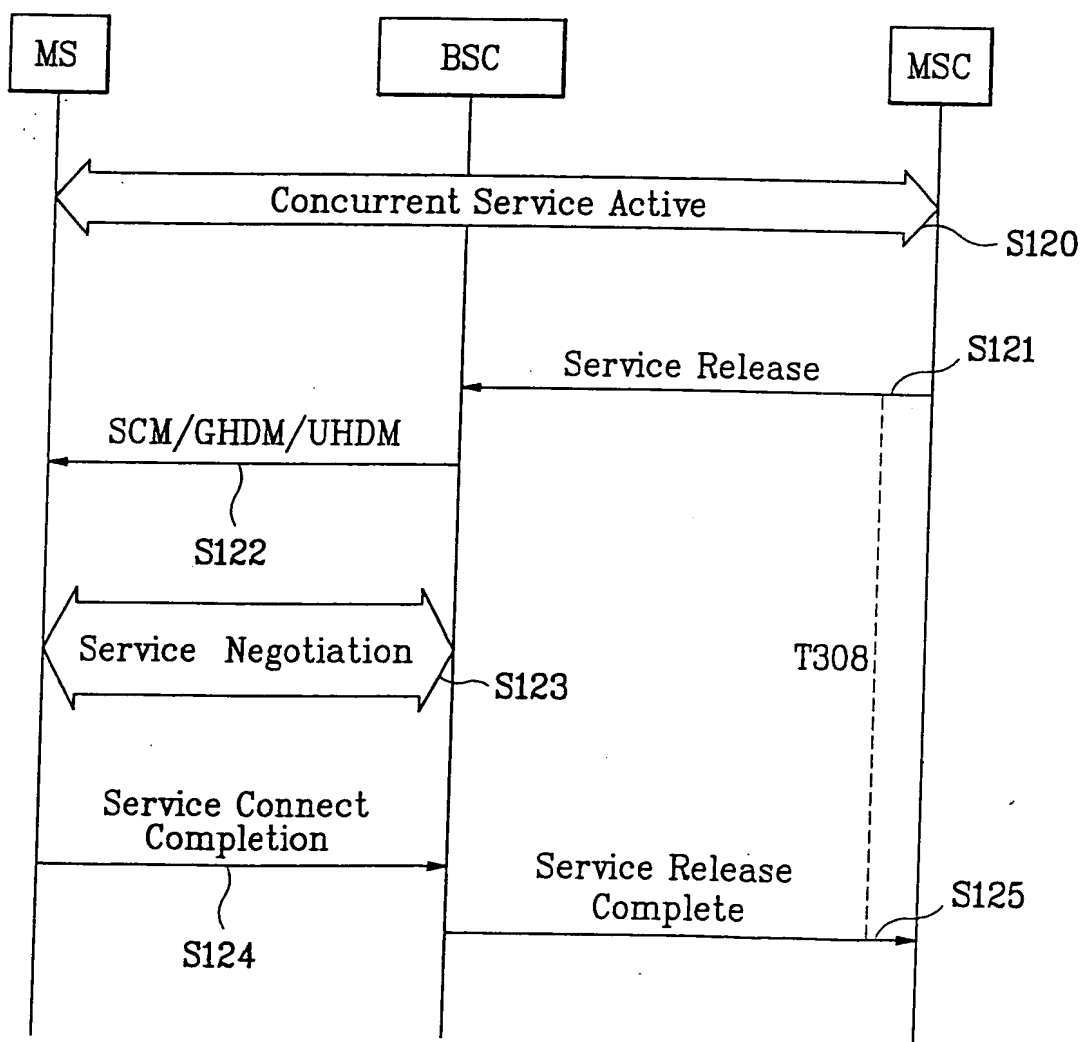 MS
BSC
MSC
Concurrent Service Active
S120
S121
Service Release
SCM/GHDM/UHDM
S122
Service Negotiation
S123
T308
Service Connect
Completion
S124
Service Release
Complete
S125